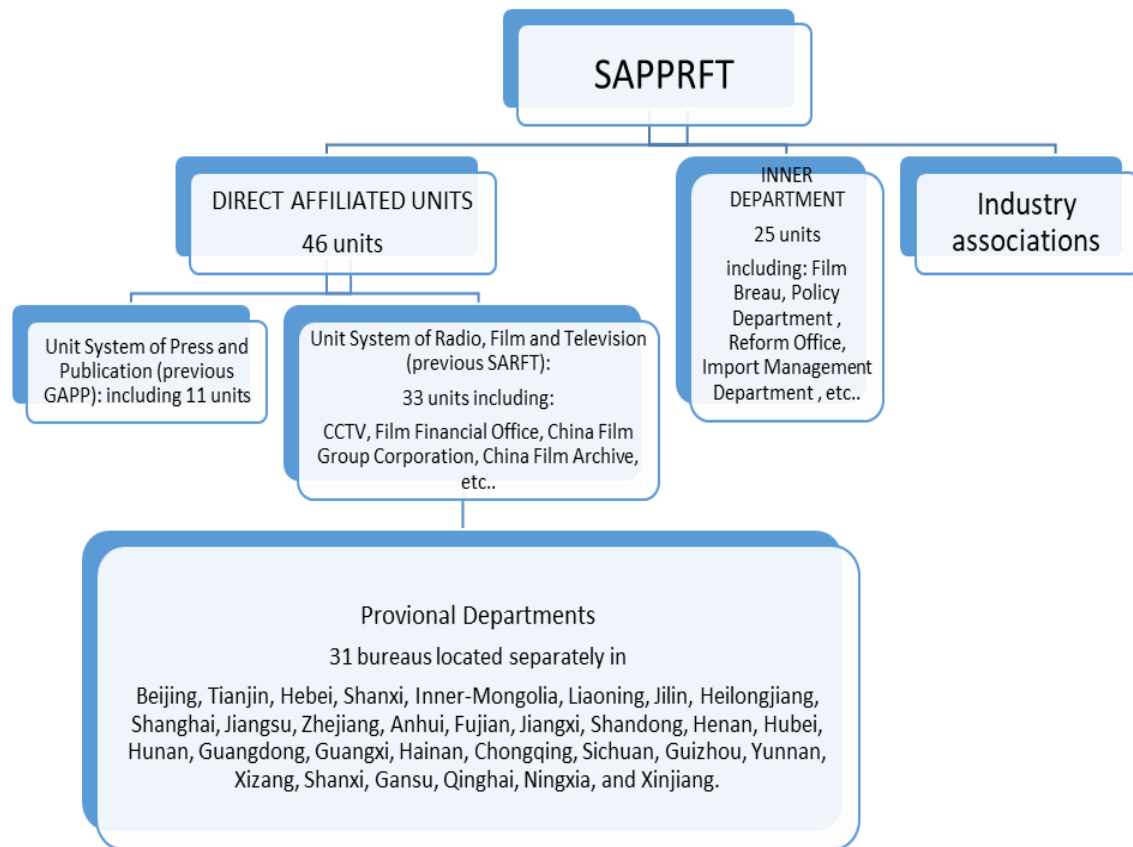 SAPPRFT
DIRECT AFFILIATED UNITS
46 units
INNER
DEPARTMENT
25 units
including: Film
Breau, Policy
Department ,
Reform Office,
Import Management
Department , etc..
Industry
associations
Unit System of Press and
Publication (previous
GAPP): including 11 units
Unit System of Radio, Film and Television
(previous SARFT):
33 units including:
CCTV, Film Financial Office, China Film
Group Corporation, China Film Archive,
etc..
Provional Departments
31 bureaus located separately in
Beijing, Tianjin, Hebei, Shanxi, Inner-Mongolia, Liaoning, Jilin, Heilongjiang,
Shanghai, Jiangsu, Zhejiang, Anhui, Fujian, Jiangxi, Shandong, Henan, Hubei,
Hunan, Guangdong, Guangxi, Hainan, Chongqing, Sichuan, Guizhou, Yunnan,
Xizang, Shanxi, Gansu, Qinghai, Ningxia, and Xinjiang.